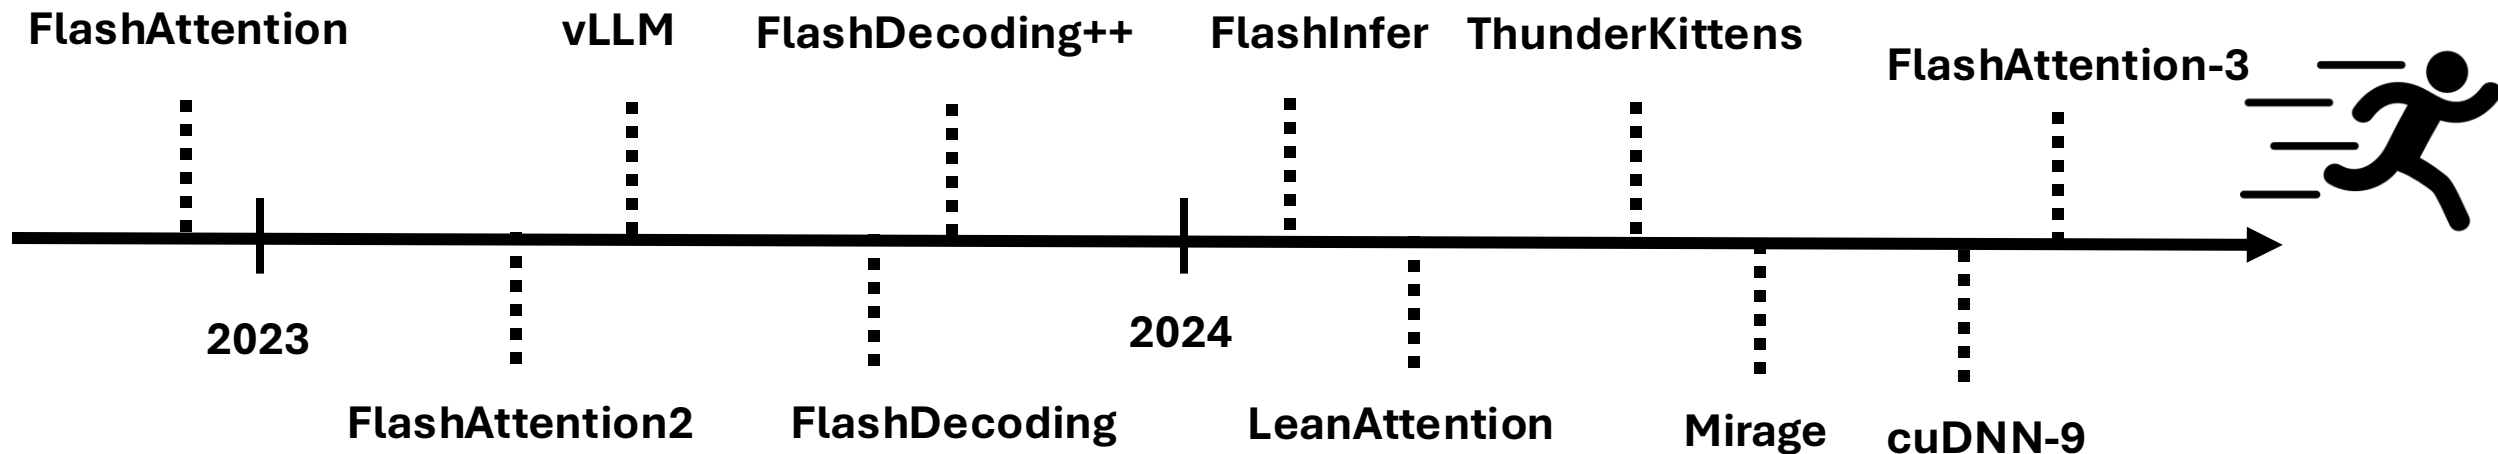 FlashAttention
vLLM
FlashDecoding++
FlashInfer
ThunderKittens
FlashAttention-3
2023
2024
FlashAttention2
FlashDecoding
LeanAttention
Mirage
cuDNN-9